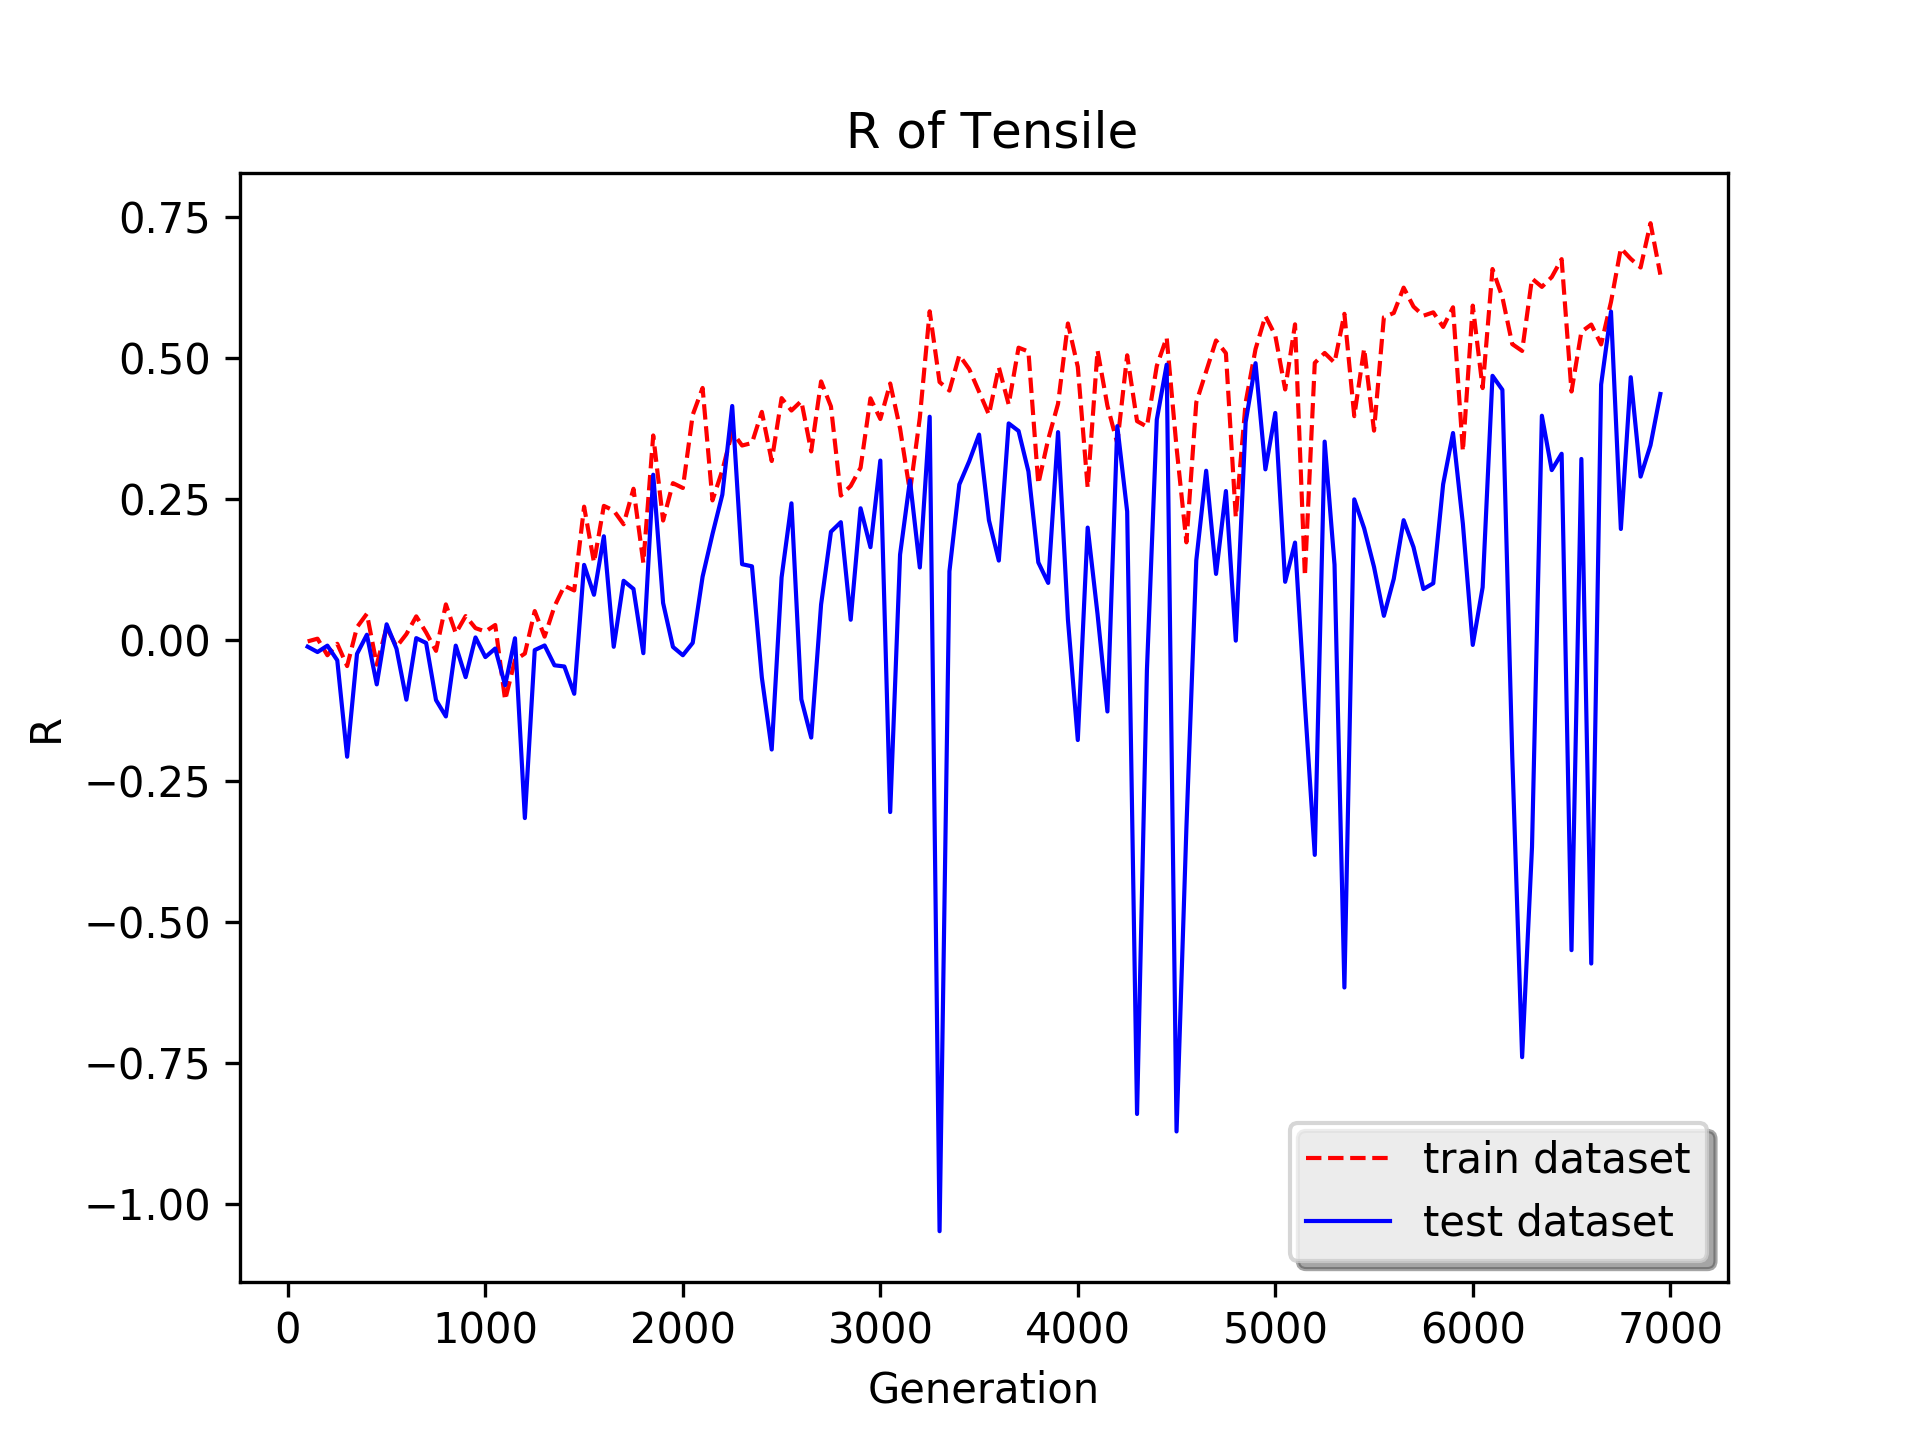 R of Tensile
0.75
0.50
0.25
0.00
−0.25
−0.50
−0.75
−1.00
R
train dataset
test dataset
0 1000 2000 3000 4000 5000 6000 7000
Generation